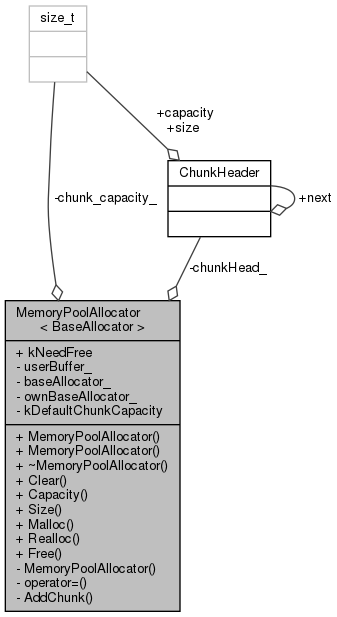 size_t
+capacity
+size
ChunkHeader
-chunk_capacity_
+next
-chunkHead_
MemoryPoolAllocator
< BaseAllocator >
+ kNeedFree
- userBuffer_
- baseAllocator_
- ownBaseAllocator_
- kDefaultChunkCapacity
+ MemoryPoolAllocator()
+ MemoryPoolAllocator()
+ ~MemoryPoolAllocator()
+ Clear()
+ Capacity()
+ Size()
+ Malloc()
+ Realloc()
+ Free()
- MemoryPoolAllocator()
- operator=()
- AddChunk()